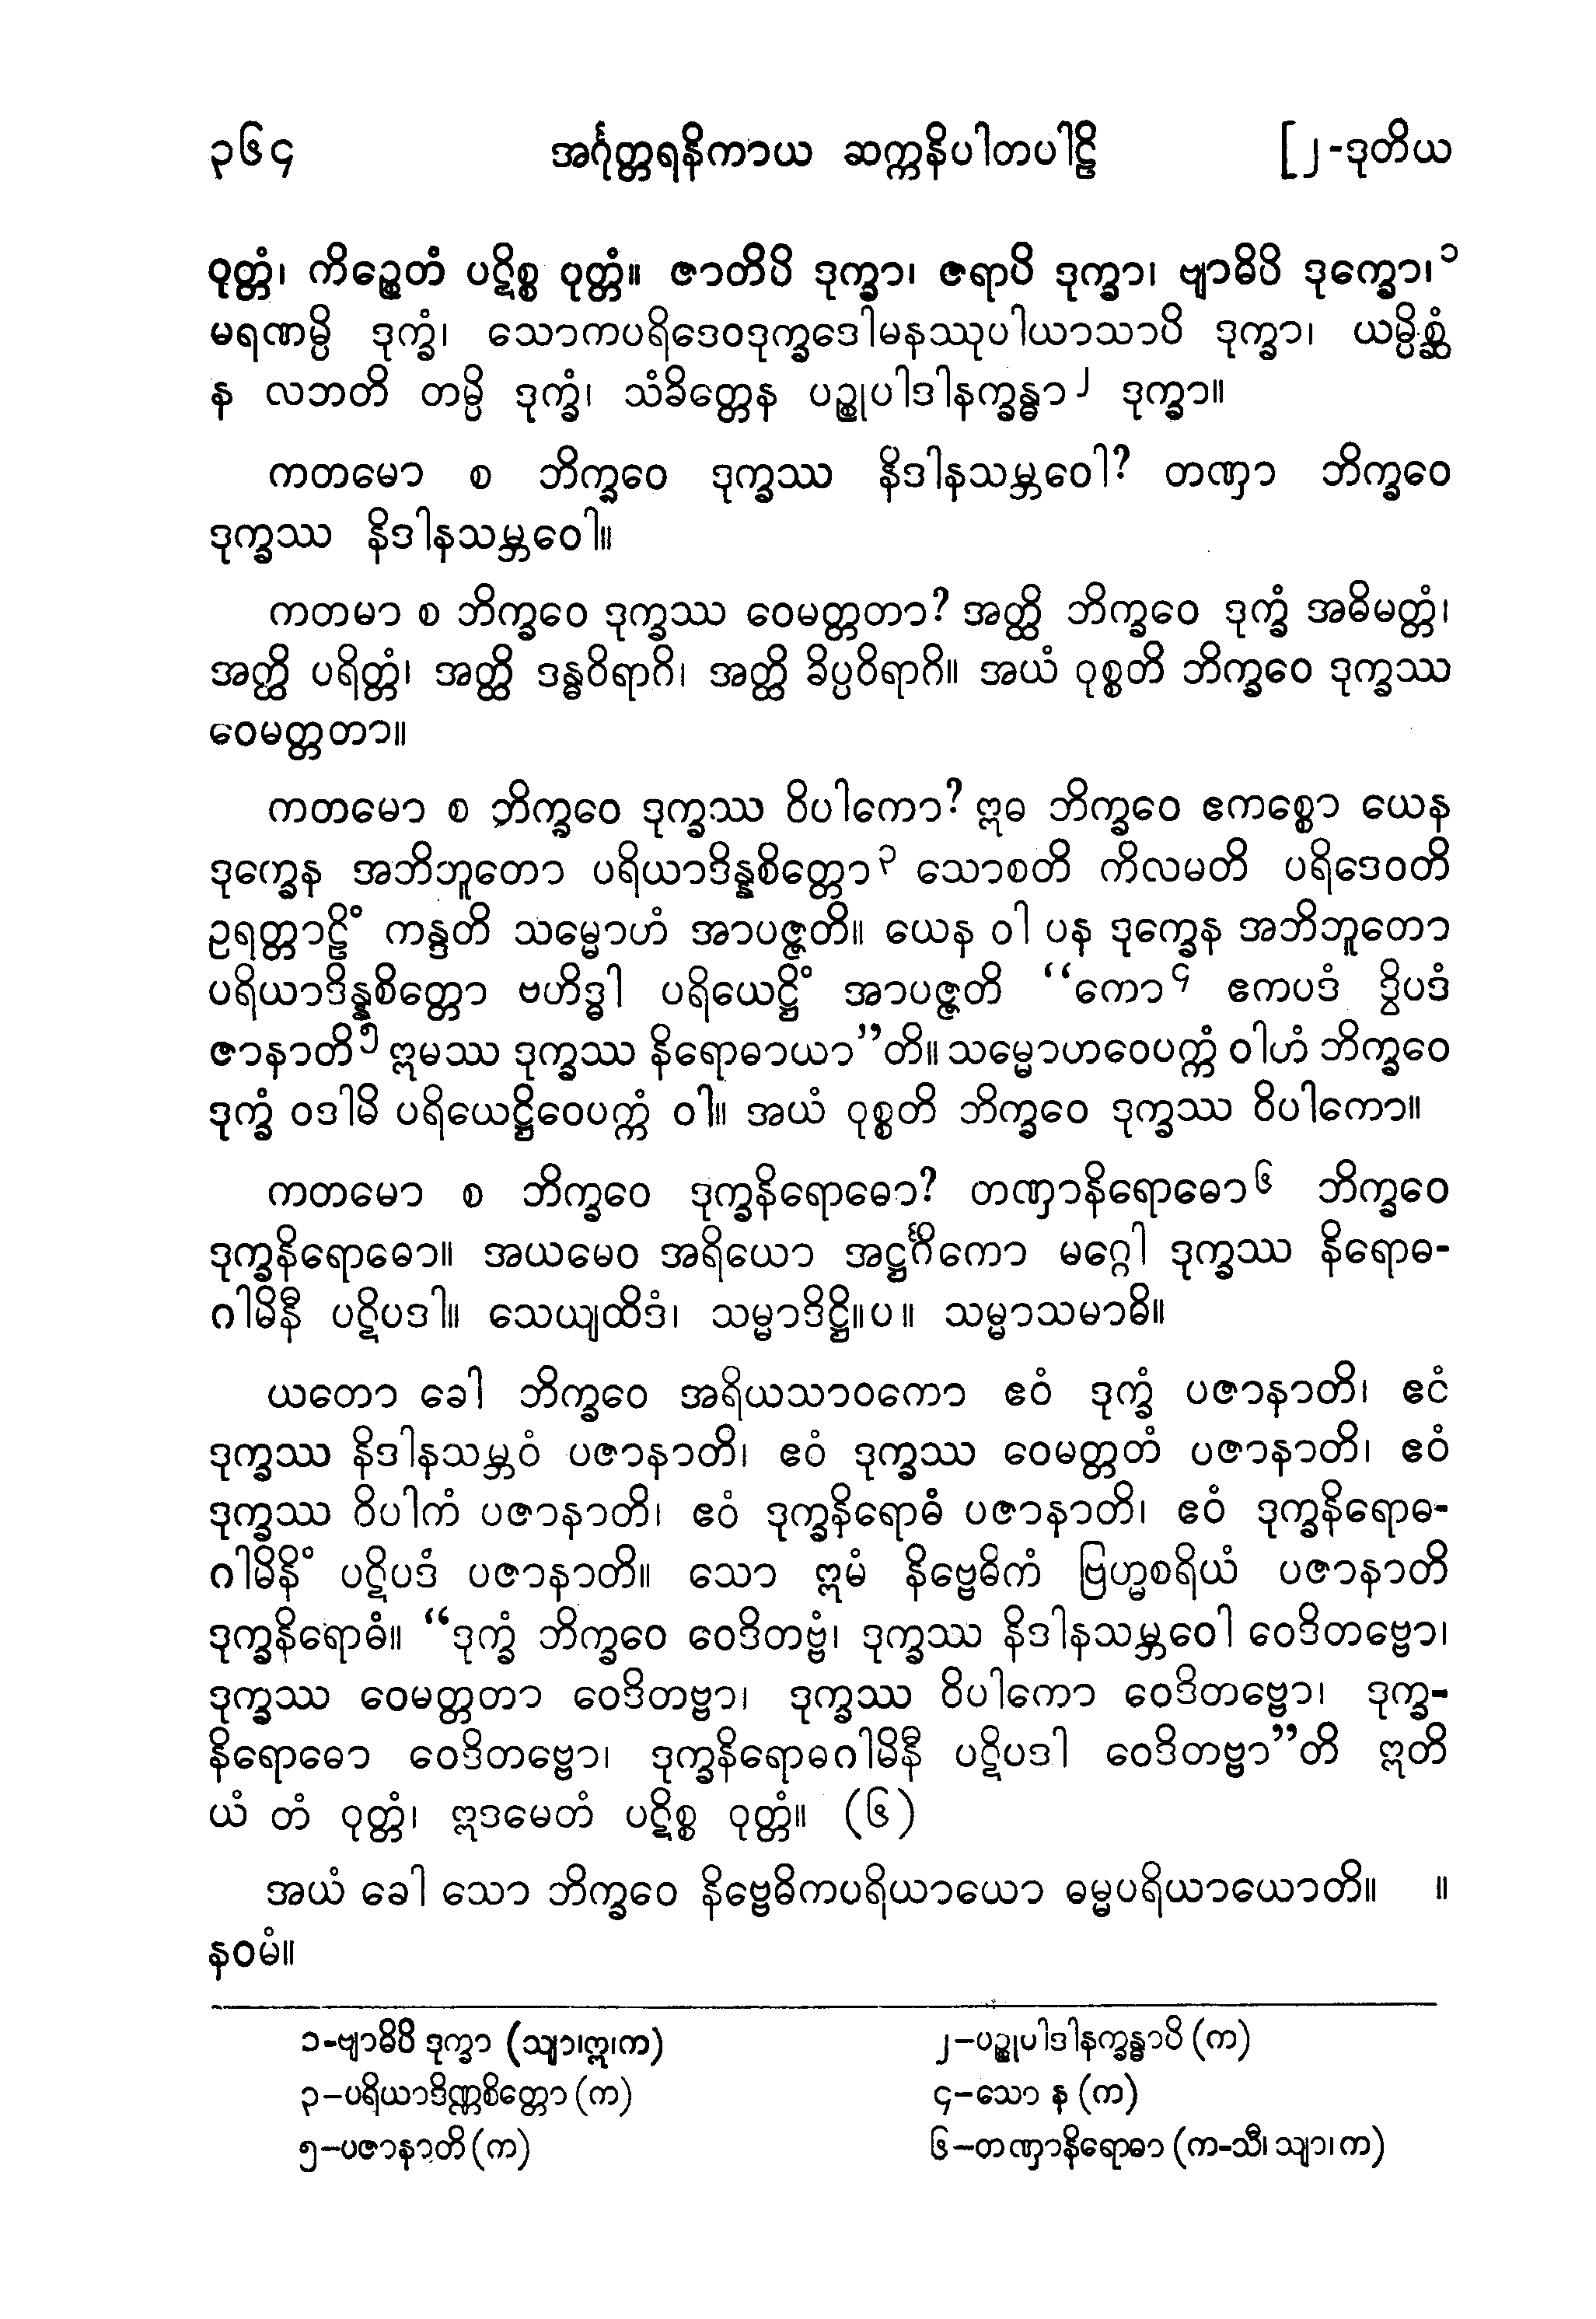 ၃၆၄ အင်္ဂုတ္တရနိကာယ ဆက္ကနိပါတပါဠိ [၂-ဒုတိယ
ဝုတ္တံ၊ ကိဉ္စေတံ ပဋိစ္စ ဝုတ္တံ။ ဇာတိပိ ဒုက္ခာ၊ ဇရာပိ ဒုက္ခာ၊ ဗျာဓိပိ ဒုက္ခော၊၁
မရဏမ္ပိ ဒုက္ခံ၊ သောကပရိဒေဝဒုက္ခဒေါမနဿုပါယာသာပိ ဒုက္ခာ၊ ယမ္ပိစ္ဆံ
န လဘတိ တမ္ပိ ဒုက္ခံ၊ သံခိတ္တေန ပဉ္စုပါဒါနက္ခန္ဓာ၂ ဒုက္ခာ။
ကတမော စ ဘိက္ခဝေ ဒုက္ခဿ နိဒါနသမ္ဘဝေါ? တဏှာ ဘိက္ခဝေ
ဒုက္ခဿ နိဒါနသမ္ဘဝေါ။
ကတမာ စ ဘိက္ခဝေ ဒုက္ခဿ ဝေမတ္တတာ? အတ္ထိ ဘိက္ခဝေ ဒုက္ခံ အဓိမတ္တံ၊
အတ္ထိ ပရိတ္တံ၊ အတ္ထိ ဒန္ဓဝိရာဂိ၊ အတ္ထိ ခိပ္ပဝိရာဂိ။ အယံ ဝုစ္စတိ ဘိက္ခဝေ ဒုက္ခဿ
ဝေမတ္တတာ။
ကတမော စ ဘိက္ခဝေ ဒုက္ခဿ ဝိပါကော? ဣဓ ဘိက္ခဝေ ဧကစ္စော ယေန
ဒုက္ခေန အဘိဘူတော ပရိယာဒိန္နစိတ္တော၃ သောစတိ ကိလမတိ ပရိဒေဝတိ
ဥရတ္တာဠိံ ကန္ဒတိ သမ္မောဟံ အာပဇ္ဇတိ။ ယေန ဝါ ပန ဒုက္ခေန အဘိဘူတော
ပရိယာဒိန္နစိတ္တော ဗဟိဒ္ဓါ ပရိယေဋ္ဌိံ အာပဇ္ဇတိ “ကော၄ ဧကပဒံ ဒွိပဒံ
ဇာနာတိ၅ ဣမဿ ဒုက္ခဿ နိရောဓာယာ”တိ။ သမ္မောဟဝေပက္ကံ ဝါဟံ ဘိက္ခဝေ
ဒုက္ခံ ဝဒါမိ ပရိယေဋ္ဌိဝေပက္ကံ ဝါ။ အယံ ဝုစ္စတိ ဘိက္ခဝေ ဒုက္ခဿ ဝိပါကော။
ကတမော စ ဘိက္ခဝေ ဒုက္ခနိရောဓော? တဏှာနိရောဓော၆ ဘိက္ခဝေ
ဒုက္ခနိရောဓော။ အယမေဝ အရိယော အဋ္ဌင်္ဂိကော မဂ္ဂေါ ဒုက္ခဿ နိရောဓ-
ဂါမိနီ ပဋိပဒါ။ သေယျထိဒံ၊ သမ္မာဒိဋ္ဌိ။ပ။ သမ္မာသမာဓိ။
ယတော ခေါ ဘိက္ခဝေ အရိယသာဝကော ဧဝံ ဒုက္ခံ ပဇာနာတိ၊ ဧဝံ
ဒုက္ခဿ နိဒါနသမ္ဘဝံ ပဇာနာတိ၊ ဧဝံ ဒုက္ခဿ ဝေမတ္တတံ ပဇာနာတိ၊ ဧဝံ
ဒုက္ခဿ ဝိပါကံ ပဇာနာတိ၊ ဧဝံ ဒုက္ခနိရောဓံ ပဇာနာတိ၊ ဧဝံ ဒုက္ခနိရောဓ-
ဂါမိနိံ ပဋိပဒံ ပဇာနာတိ။ သော ဣမံ နိဗ္ဗေဓိကံ ဗြဟ္မစရိယံ ပဇာနာတိ
ဒုက္ခနိရောဓံ။ “ဒုက္ခံ ဘိက္ခဝေ ဝေဒိတဗ္ဗံ၊ ဒုက္ခဿ နိဒါနသမ္ဘဝေါ ဝေဒိတဗ္ဗော၊
ဒုက္ခဿ ဝေမတ္တတာ ဝေဒိတဗ္ဗာ၊ ဒုက္ခဿ ဝိပါကော ဝေဒိတဗ္ဗော၊ ဒုက္ခ-
နိရောဓော ဝေဒိတဗ္ဗော၊ ဒုက္ခနိရောဓဂါမိနီ ပဋိပဒါ ဝေဒိတဗ္ဗာ”တိ ဣတိ
ယံ တံ ဝုတ္တံ၊ ဣဒမေတံ ပဋိစ္စ ဝုတ္တံ။ (၆)
အယံ ခေါ သော ဘိက္ခဝေ နိဗ္ဗေဓိကပရိယာယော ဓမ္မပရိယာယောတိ။ ။
နဝမံ။
၁-ဗျာဓိပိ ဒုက္ခာ (သျာ၊ဣ၊က) ၂-ပဉ္စုပါဒါနက္ခန္ဓာပိ (က)
၃-ပရိယာဒိဏ္ဏစိတ္တော (က) ၄-သော န (က)
၅-ပဇာနာတိ (က) ၆-တဏှာနိရောဓာ (က-သီ၊ သျာ၊ က)